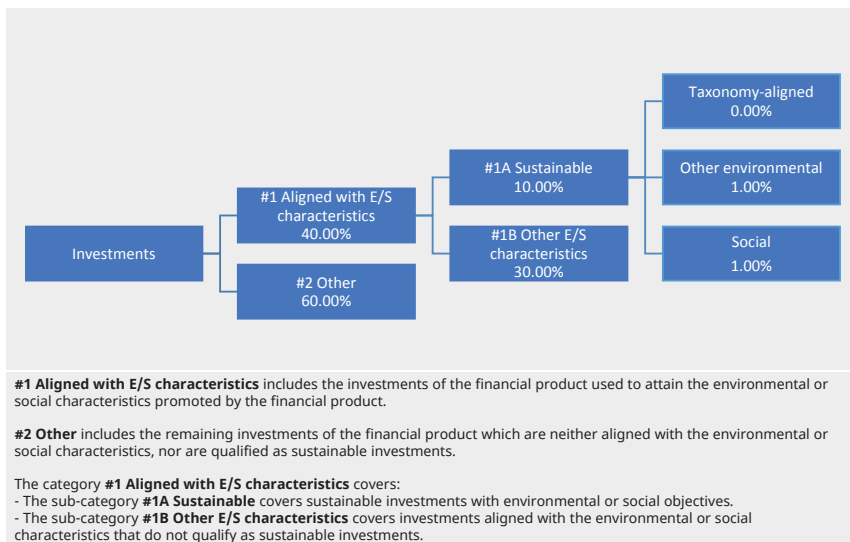 Taxonomy-aligned
0.00%
#1A Sustainable
10.00%
Other environmental
1.00%
#1 Aligned with E/S
characteristics
40.00%
Investments
#1B Other E/S
characteristics
30.00%
Social
1.00%
#2 Other
60.00%
#1 Aligned with E/S characteristics includes the investments of the financial product used to attain the environmental or
social characteristics promoted by the financial product.
#2 Other includes the remaining investments of the financial product which are neither aligned with the environmental or
social characteristics, nor are qualified as sustainable investments.
The category #1 Aligned with E/S characteristics covers:
- The sub-category #1A Sustainable covers sustainable investments with environmental or social objectives.
- The sub-category #1B Other E/S characteristics covers investments aligned with the environmental or social
characteristics that do not qualify as sustainable investments.